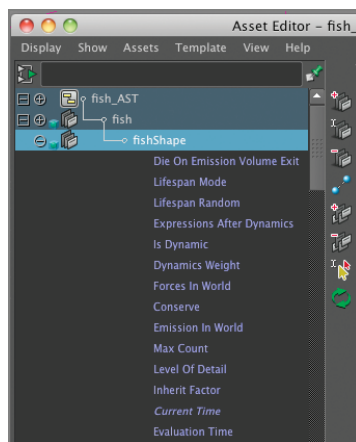 Asset Editor – fish_
Display Show Assets Template View Help
fish_AST
fish
fishShape
Die On Emission Volume Exit
Lifespan Mode
Lifespan Random
Expressions After Dynamics
Is Dynamic
Dynamics Weight
Forces In World
Conserve
Emission In World
Max Count
Level Of Detail
Inherit Factor
Current Time
Evaluation Time